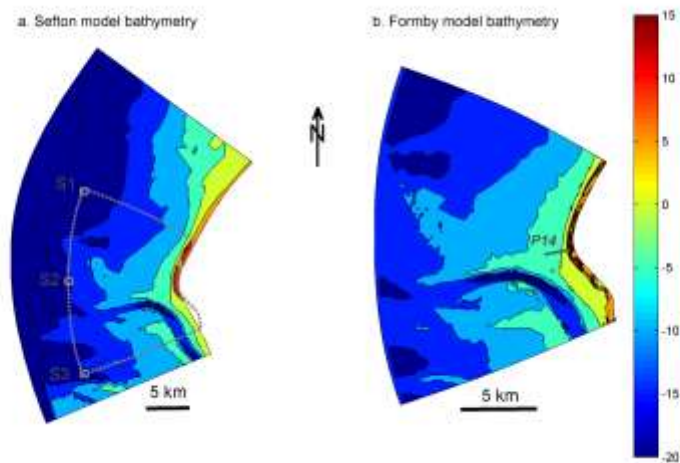 a. Sefton model bathymetry
b. Formby model bathymetry
N
S1
S2
S3
P14
5 km
5 km
15
10
5
0
-5
-10
-15
-20